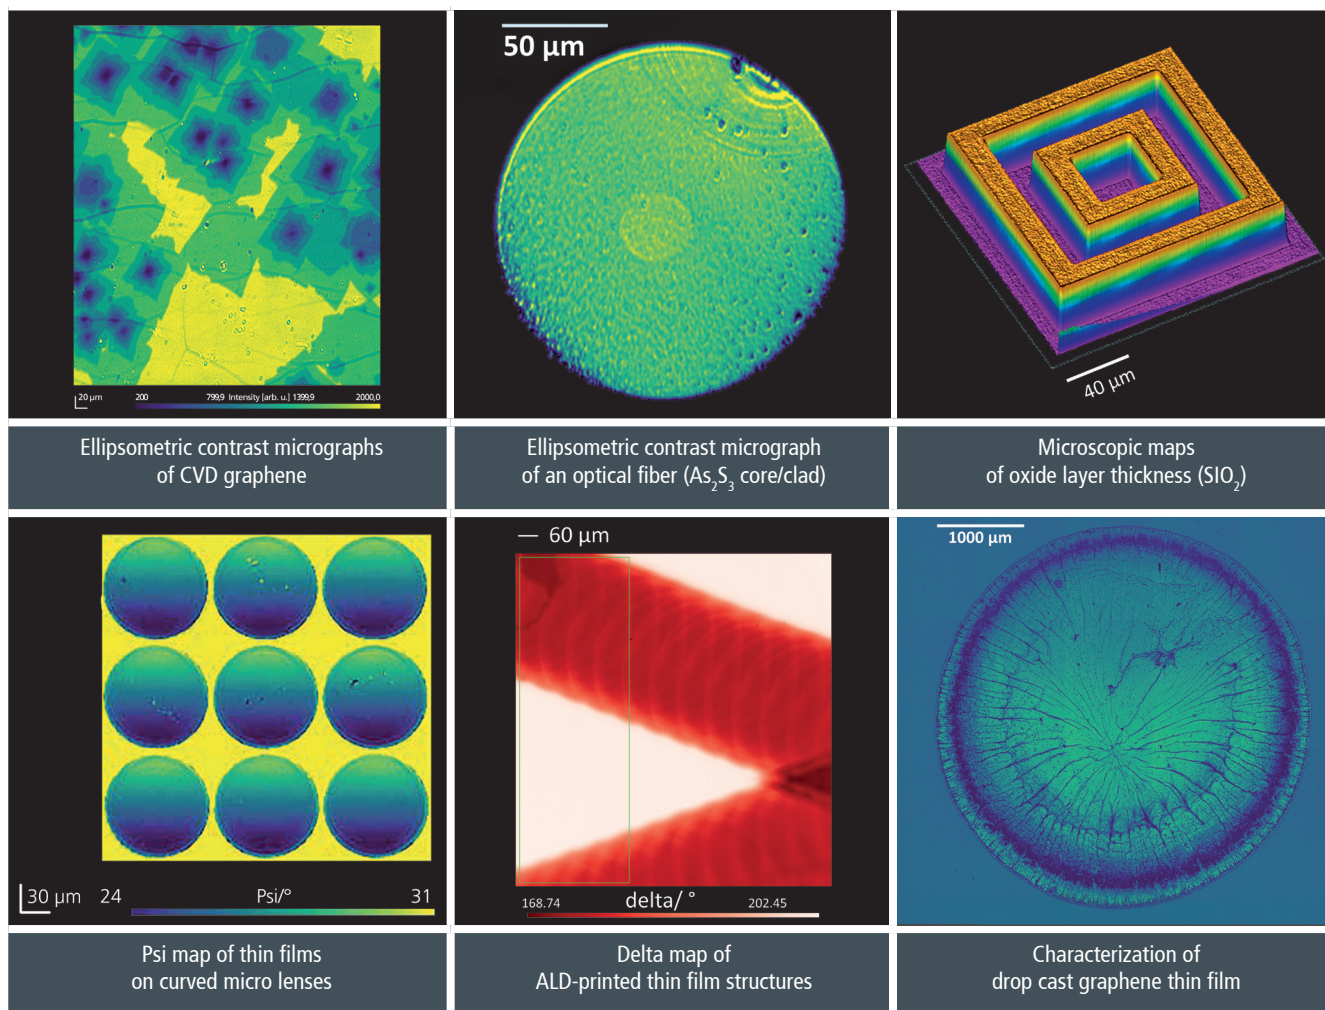 20 µm
200 799,9 Intensity [arb. u.] 1399,9 2000,0
Ellipsometric contrast micrographs
of CVD graphene
50 µm
Ellipsometric contrast micrograph
of an optical fiber (As₂S₃ core/clad)
40 µm
Microscopic maps
of oxide layer thickness (SIO₂)
30 µm 24 Psi/° 31
Psi map of thin films
on curved micro lenses
60 µm
168.74 delta/ ° 202.45
Delta map of
ALD-printed thin film structures
1000 µm
Characterization of
drop cast graphene thin film